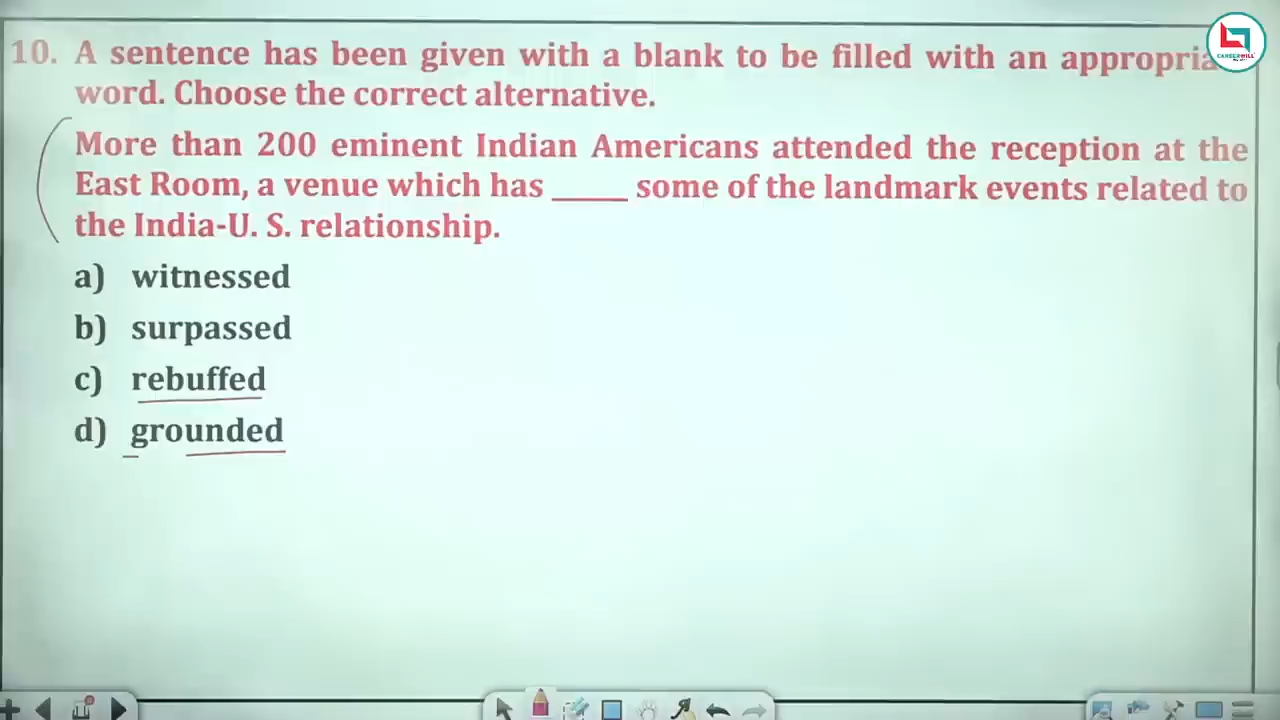 10. A sentence has been given with a blank to be filled with an
word. Choose the correct alternative.
More than 200 eminent Indian Americans attended the reception at the
East Room, a venue which has _____ some of the landmark events related to
the India-U. S. relationship.
a) witnessed
b) surpassed
c) rebuffed
d) grounded
CAREERWILL